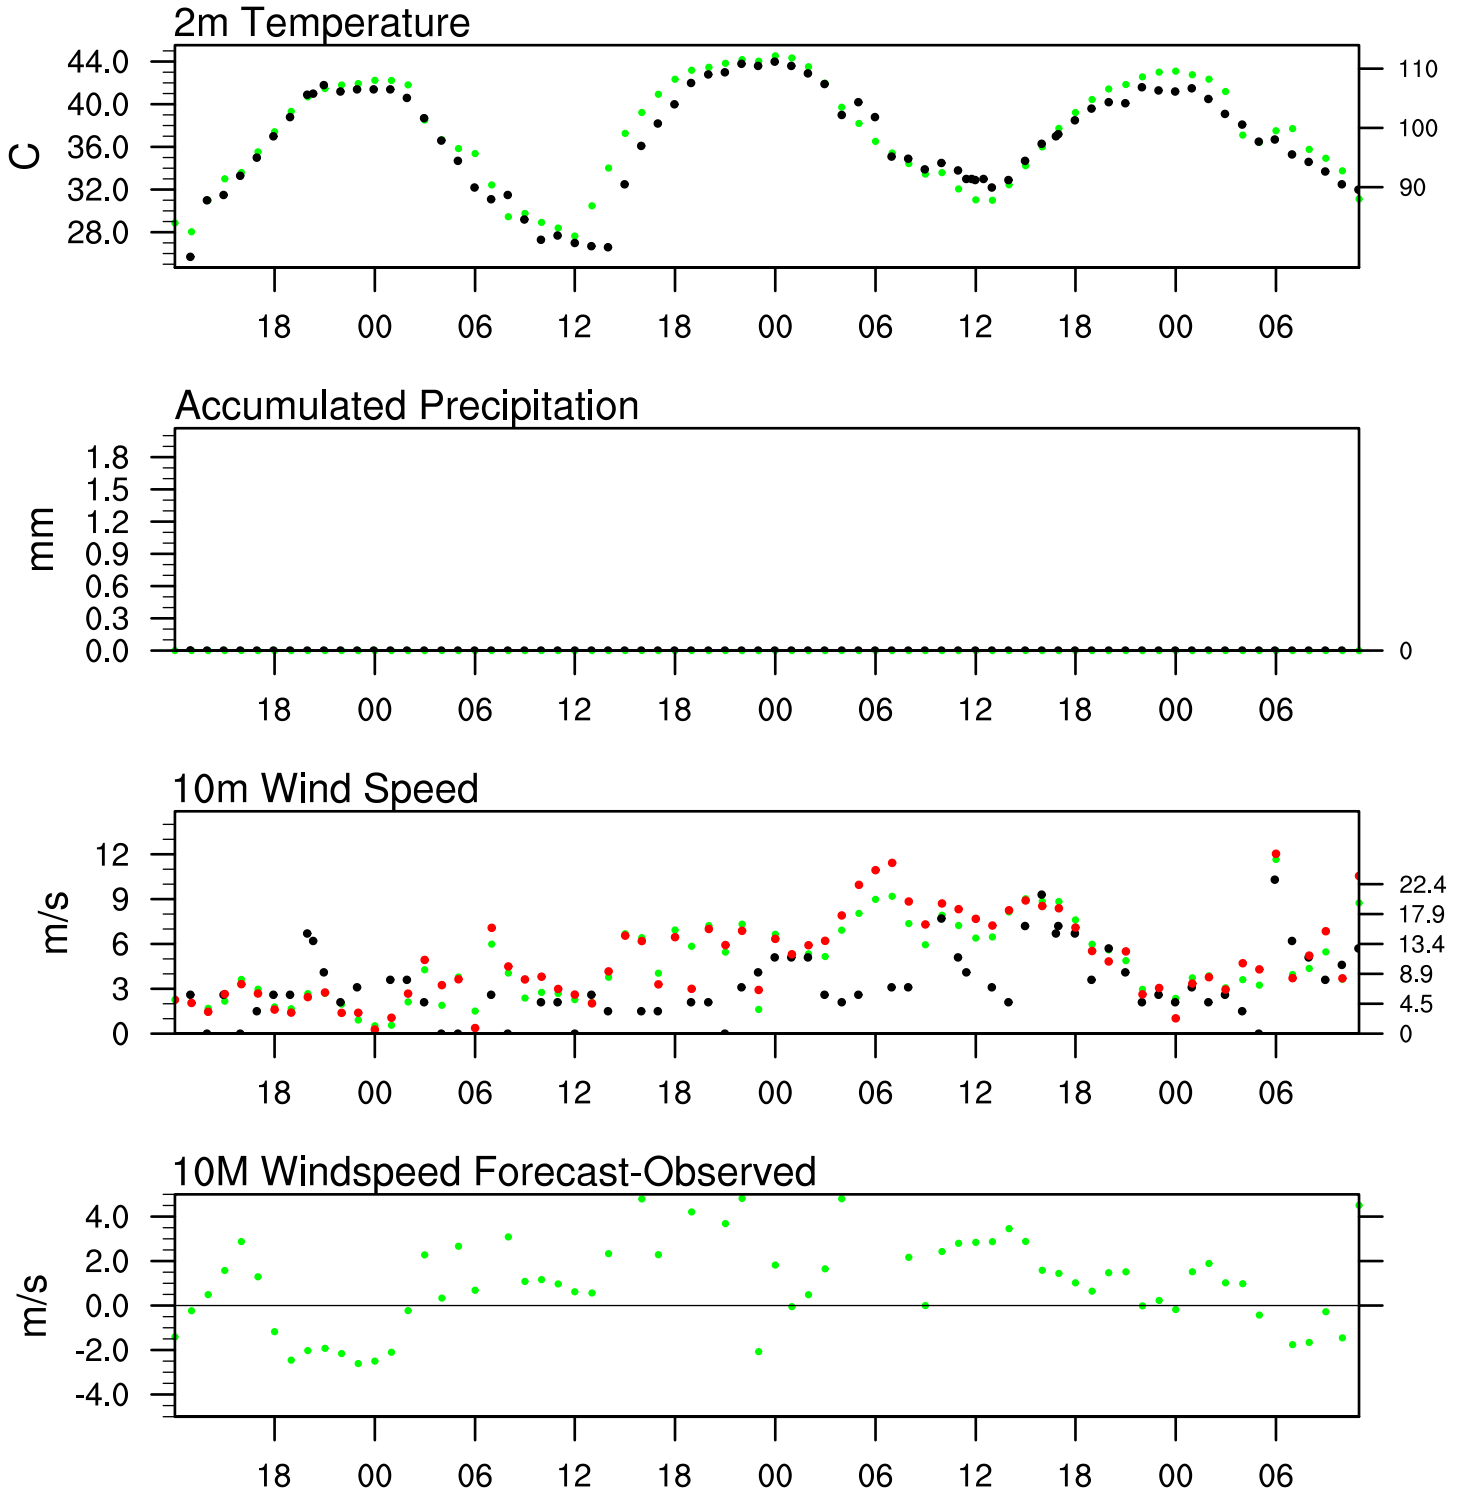 2m Temperature
44.0
40.0
36.0
32.0
28.0
C
110
100
90
18 00 06 12 18 00 06 12 18 00 06
Accumulated Precipitation
1.8
1.5
1.2
0.9
0.6
0.3
0.0
mm
0
18 00 06 12 18 00 06 12 18 00 06
10m Wind Speed
12
9
6
3
0
m/s
22.4
17.9
13.4
8.9
4.5
0
18 00 06 12 18 00 06 12 18 00 06
10M Windspeed Forecast-Observed
4.0
2.0
0.0
-2.0
-4.0
m/s
18 00 06 12 18 00 06 12 18 00 06